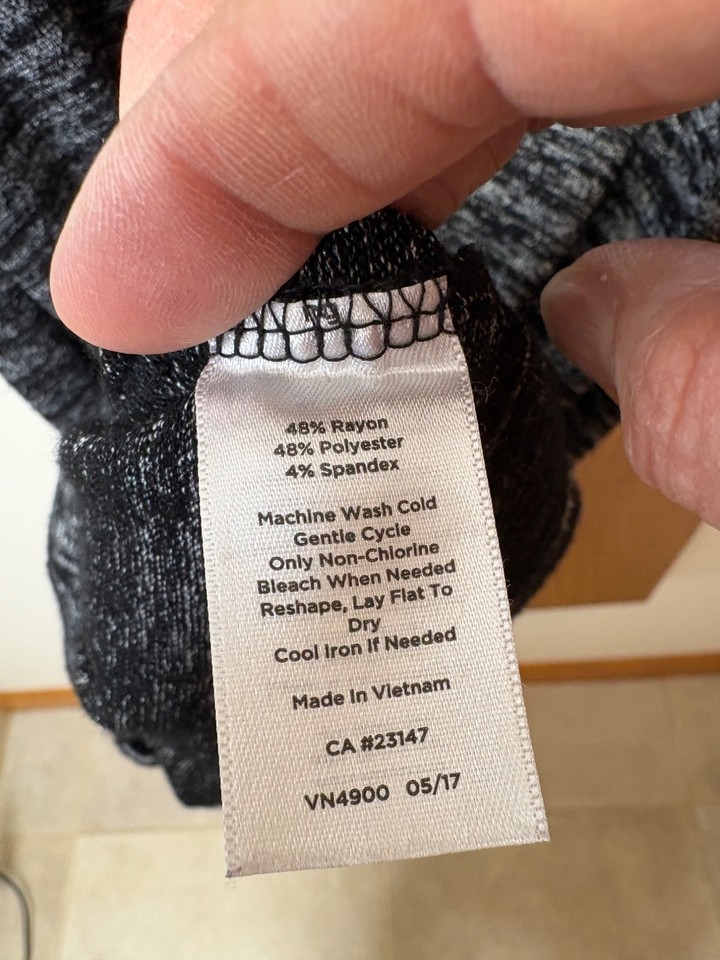 48% Rayon
48% Polyester
4% Spandex
Machine Wash Cold
Gentle Cycle
Only Non-Chlorine
Bleach When Needed
Reshape, Lay Flat To
Dry
Cool Iron If Needed
Made In Vietnam
CA #23147
VN4900 05/17